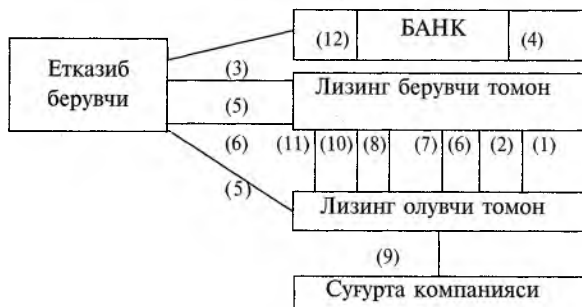 (12) БАНК (4)
Етказиб
берувчи
(3)
Лизинг берувчи томон
(5)
(6) (11) (10) (8) (7) (6) (2) (1)
(5)
Лизинг олувчи томон
(9)
Суғурта компанияси